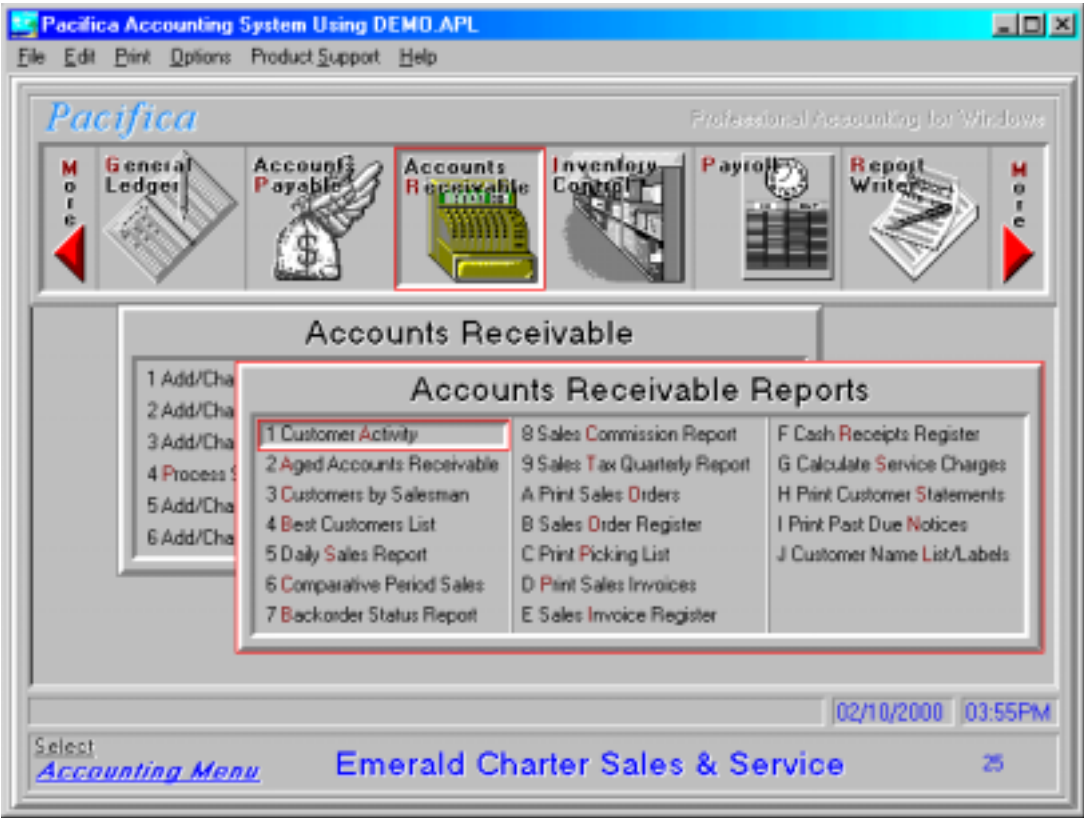 Pacifica Accounting System Using DEMO.APL
File Edit Print Options Product Support Help
Pacifica
Professional Accounting for Windows
More
General Ledger
Accounts Payable
Accounts Receivable
Inventory Control
Payroll
Report Writer
More
Accounts Receivable
1 Add/Cha
2 Add/Cha
3 Add/Cha
4 Process S
5 Add/Cha
6 Add/Cha
Accounts Receivable Reports
1 Customer Activity
2 Aged Accounts Receivable
3 Customers by Salesman
4 Best Customers List
5 Daily Sales Report
6 Comparative Period Sales
7 Backorder Status Report
8 Sales Commission Report
9 Sales Tax Quarterly Report
A Print Sales Orders
B Sales Order Register
C Print Picking List
D Print Sales Invoices
E Sales Invoice Register
F Cash Receipts Register
G Calculate Service Charges
H Print Customer Statements
I Print Past Due Notices
J Customer Name List/Labels
02/10/2000 03:55PM
Select
Accounting Menu
Emerald Charter Sales & Service
25